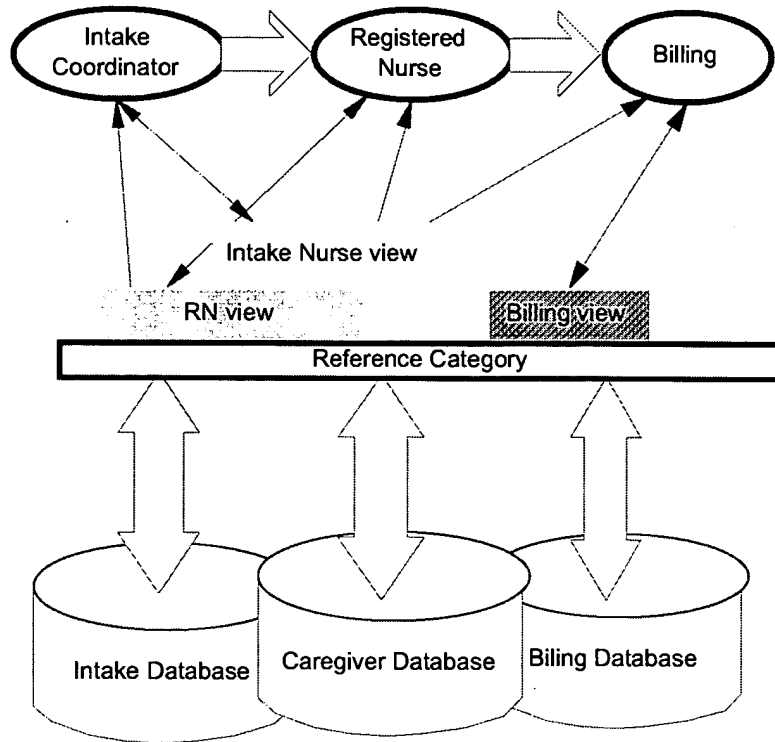 Intake
Coordinator
Registered
Nurse
Billing
Intake Nurse view
RN view
Billing view
Reference Category
Intake Database
Caregiver Database
Biling Database